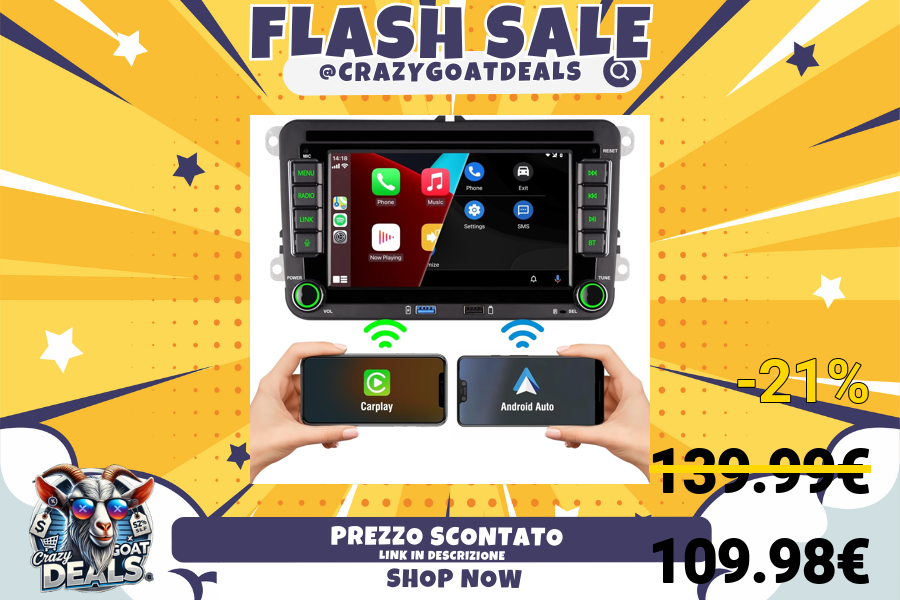 FLASH SALE
@CRAZYGOATDEALS
MIC
RESET
14:18
MENU
RADIO
LINK
BT
Phone
Music
Now Playing
Phone
Exit
Settings
SMS
POWER
TUNE
VOL
SEL
Carplay
Android Auto
-21%
139.99€
109.98€
PREZZO SCONTATO
LINK IN DESCRIZIONE
SHOP NOW
$
52%
Crazy
GOAT
DEALS